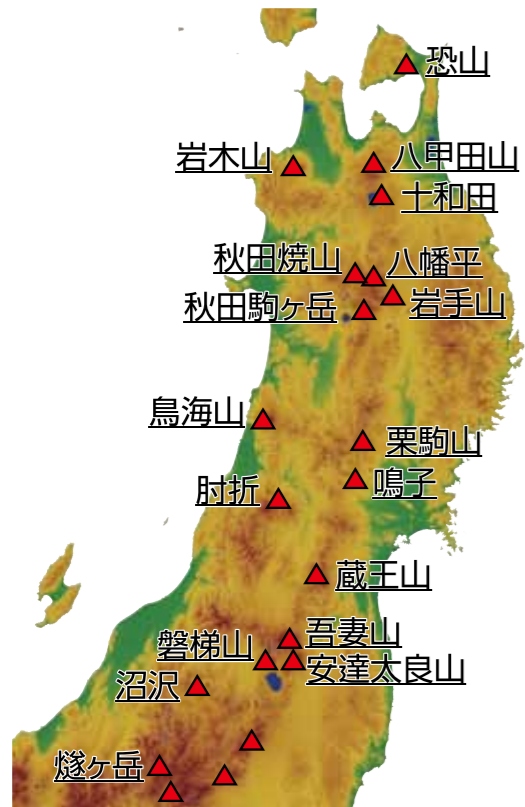 恐山
岩木山
八甲田山
十和田
秋田焼山
八幡平
秋田駒ヶ岳
岩手山
鳥海山
栗駒山
鳴子
肘折
蔵王山
吾妻山
磐梯山
安達太良山
沼沢
燧ヶ岳